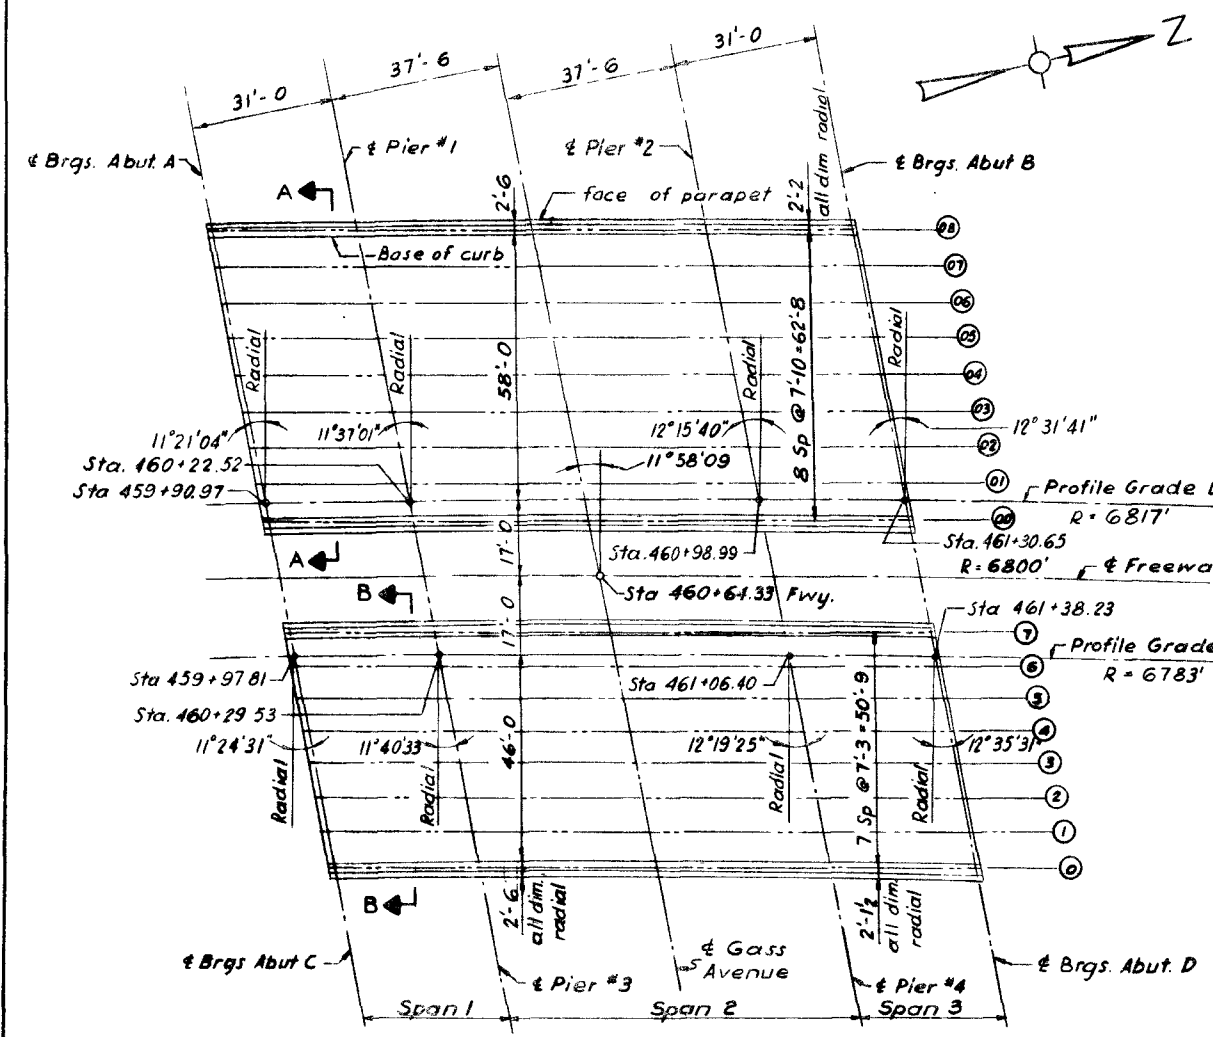 31'-0
37'-6
37'-6
31'-0
Z
℄ Brgs. Abut. A
℄ Pier #1
℄ Pier #2
℄ Brgs. Abut B
all dim radial.
A
2'-6
face of parapet
2'-2
Base of curb
08
07
06
05
04
03
02
01
00
Radial
Radial
Radial
Radial
58'-0
8 Sp @ 7'-10 = 62'-8
11°21'04"
11°37'01"
12°15'40"
12°31'41"
11°58'09
Sta. 460+22.52
Sta 459+90.97
Profile Grade L
R = 6817'
Sta. 460+98.99
Sta. 461+30.65
R = 6800'
℄ Freewa
A
17'-0
B
17'-0
Sta 460+64.33 Fwy.
Sta 461+38.23
7
6
5
4
3
2
1
0
Profile Grade
R = 6783'
Sta 459+97.81
Sta. 460+29.53
Sta 461+06.40
11°24'31"
11°40'33
12°19'25"
12°35'31"
46'-0
7 Sp @ 7'-3 = 50'-9
Radial
Radial
Radial
Radial
B
2'-6
all dim.
radial
2'-1½
all dim.
radial
℄ Brgs Abut C
℄ Pier #3
℄ Gass
Avenue
℄ Pier #4
℄ Brgs. Abut. D
Span 1
Span 2
Span 3